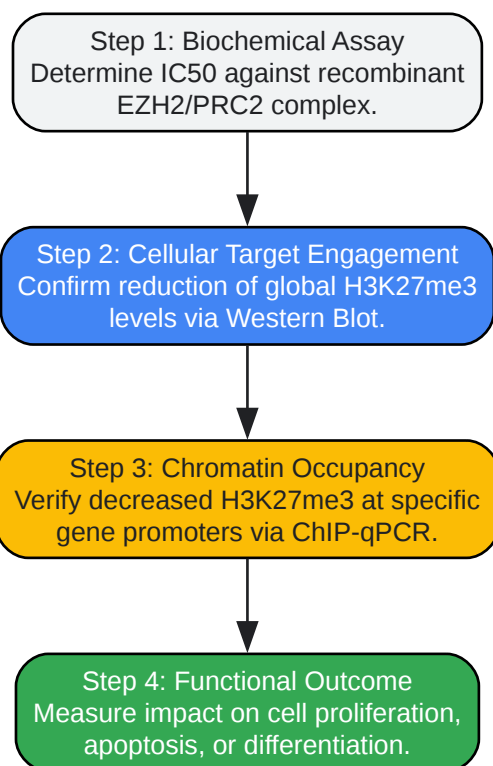 Step 1: Biochemical Assay
Determine IC50 against recombinant
EZH2/PRC2 complex.
Step 2: Cellular Target Engagement
Confirm reduction of global H3K27me3
levels via Western Blot.
Step 3: Chromatin Occupancy
Verify decreased H3K27me3 at specific
gene promoters via ChIP-qPCR.
Step 4: Functional Outcome
Measure impact on cell proliferation,
apoptosis, or differentiation.